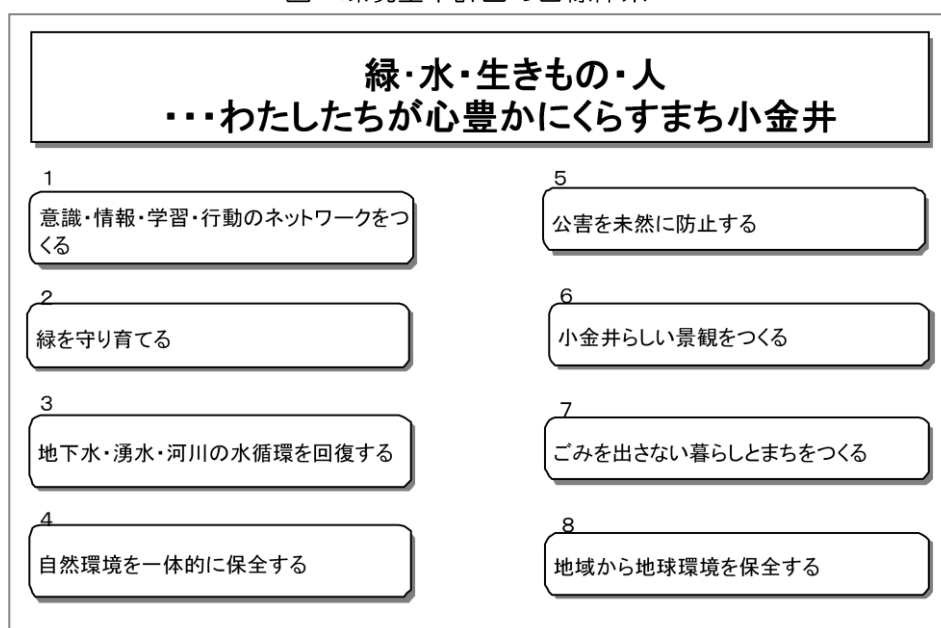 緑・水・生きもの・人
・・・わたしたちが心豊かにくらすまち小金井
1
意識・情報・学習・行動のネットワークをつ
くる
2
緑を守り育てる
3
地下水・湧水・河川の水循環を回復する
4
自然環境を一体的に保全する
5
公害を未然に防止する
6
小金井らしい景観をつくる
7
ごみを出さない暮らしとまちをつくる
8
地域から地球環境を保全する